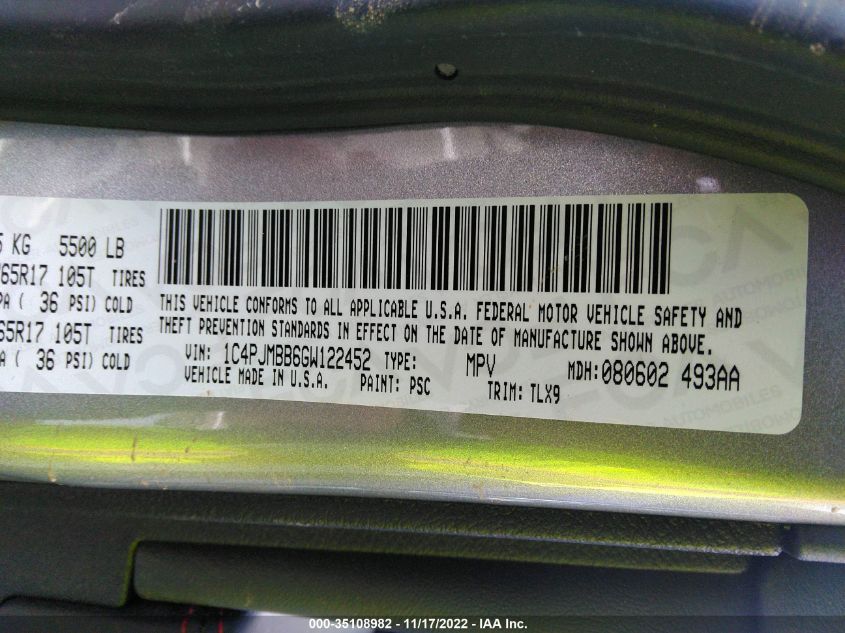 5 KG 5500 LB
65R17 105T TIRES
PA ( 36 PSI) COLD
65R17 105T TIRES
A ( 36 PSI) COLD
THIS VEHICLE CONFORMS TO ALL APPLICABLE U.S.A. FEDERAL MOTOR VEHICLE SAFETY AND
THEFT PREVENTION STANDARDS IN EFFECT ON THE DATE OF MANUFACTURE SHOWN ABOVE.
VIN: 1C4PJMBB6GW122452 TYPE: MPV MDH:080602 493AA
VEHICLE MADE IN U.S.A. PAINT: PSC TRIM: TLX9
000-35108982 — 11/17/2022 — IAA Inc.